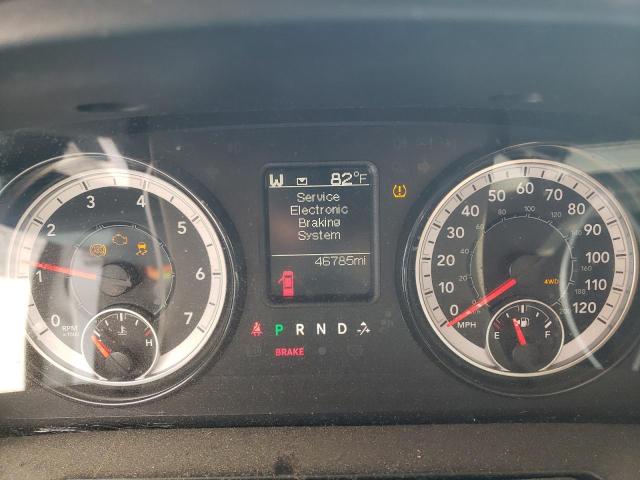 W 82°F
Service
Electronic
Braking
System
46785mi
0 1 2 3 4 5 6 7
RPM
H
P R N D
BRAKE
0 10 20 30 40 50 60 70 80 90 100 110 120
MPH
4WD
E F